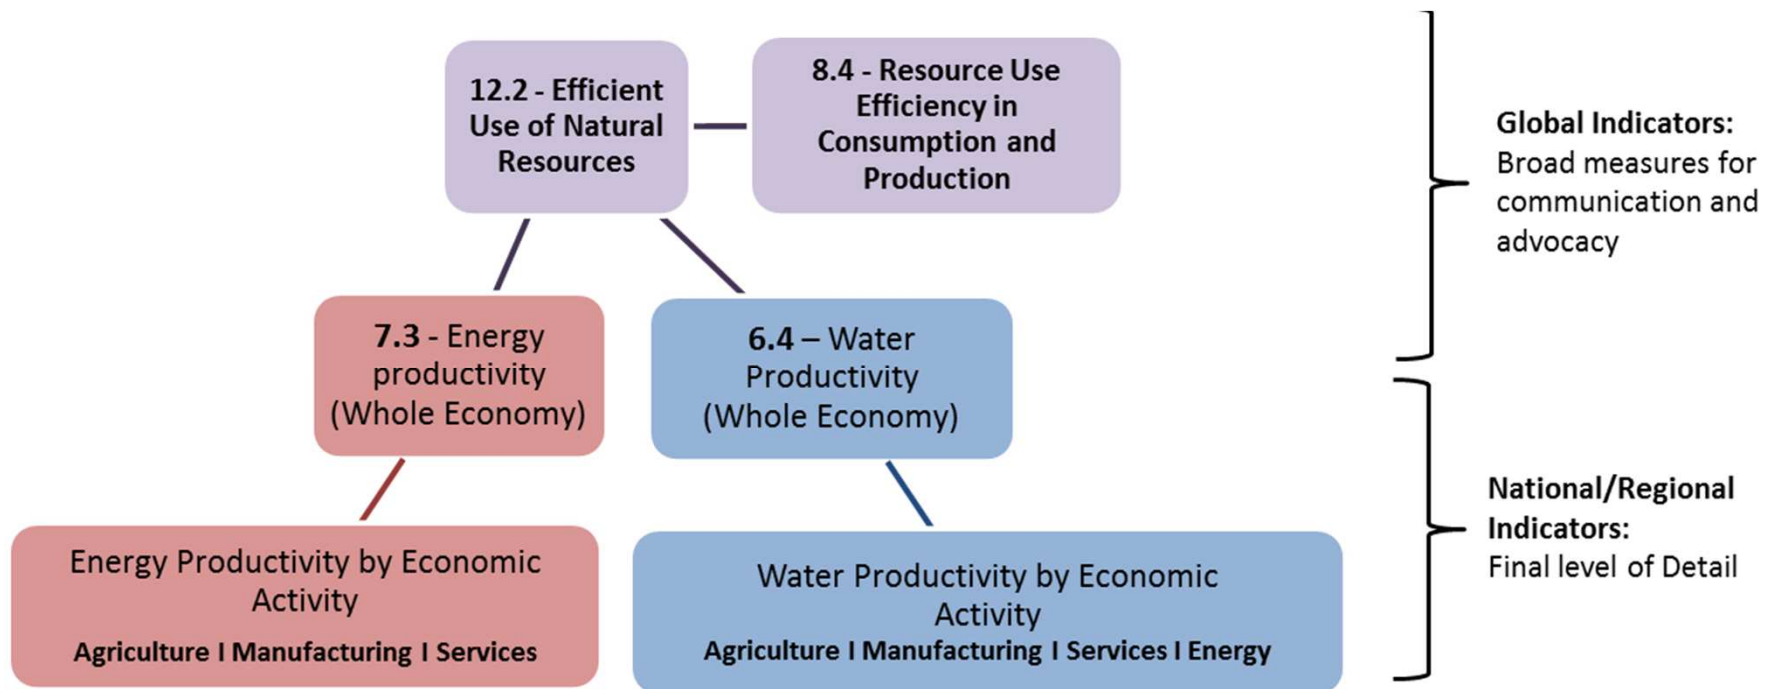 12.2 - Efficient
Use of Natural
Resources
8.4 - Resource Use
Efficiency in
Consumption and
Production
Global Indicators:
Broad measures for
communication and
advocacy
7.3 - Energy
productivity
(Whole Economy)
6.4 – Water
Productivity
(Whole Economy)
National/Regional
Indicators:
Final level of Detail
Energy Productivity by Economic
Activity
Agriculture I Manufacturing I Services
Water Productivity by Economic
Activity
Agriculture I Manufacturing I Services I Energy